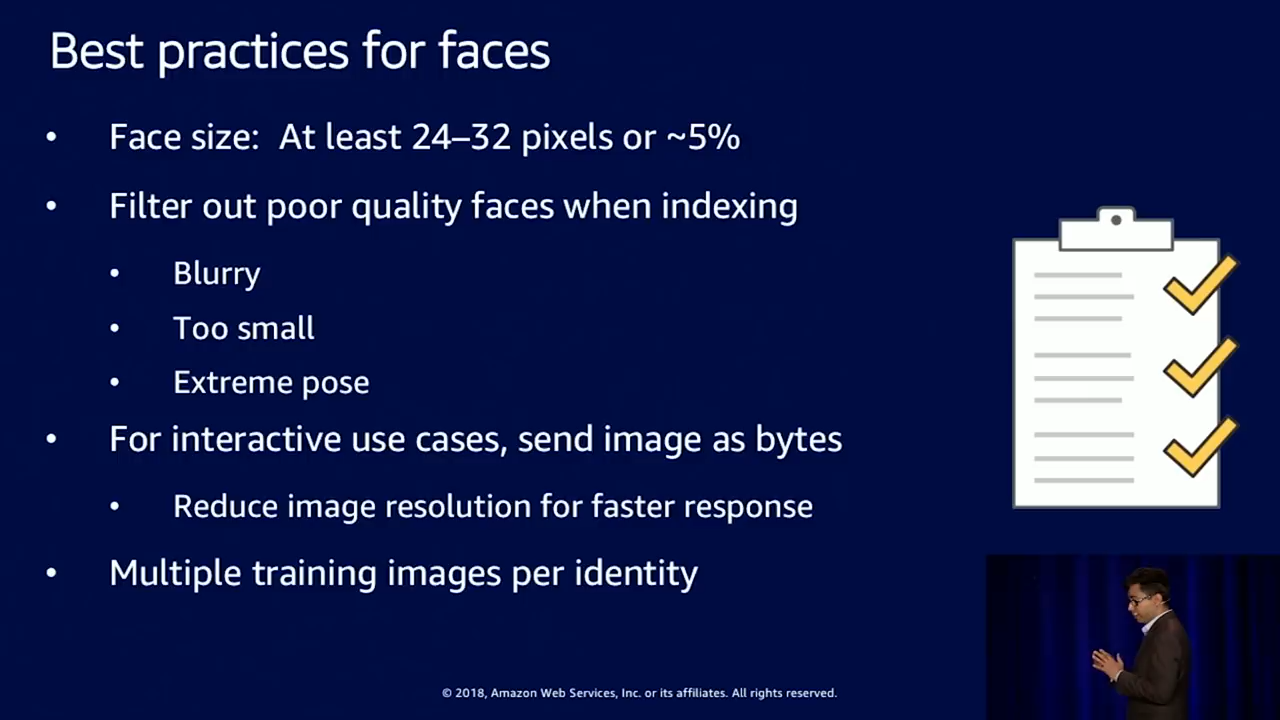 Best practices for faces
• Face size: At least 24–32 pixels or ~5%
• Filter out poor quality faces when indexing
• Blurry
• Too small
• Extreme pose
• For interactive use cases, send image as bytes
• Reduce image resolution for faster response
• Multiple training images per identity
© 2018, Amazon Web Services, Inc. or its affiliates. All rights reserved.